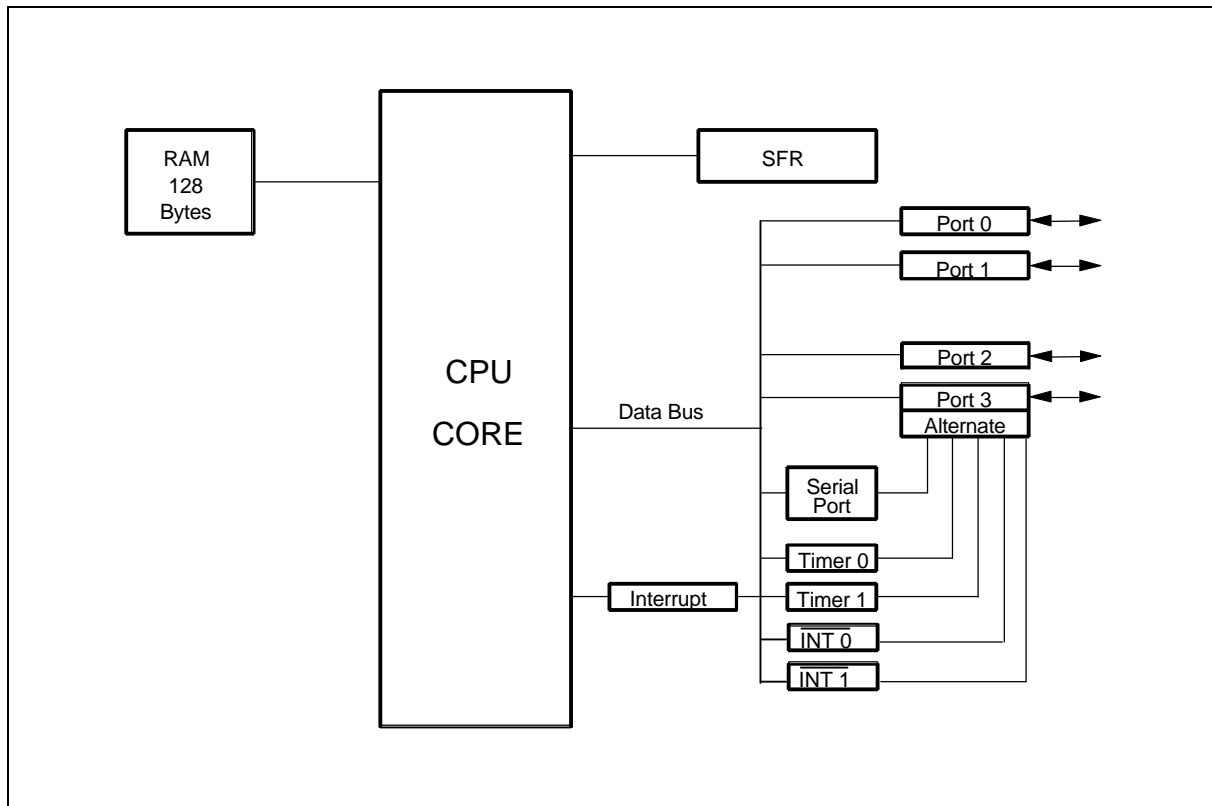 RAM
128
Bytes
CPU
CORE
SFR
Port 0
Port 1
Port 2
Port 3
Alternate
Data Bus
Serial
Port
Timer 0
Interrupt
Timer 1
INT 0
INT 1